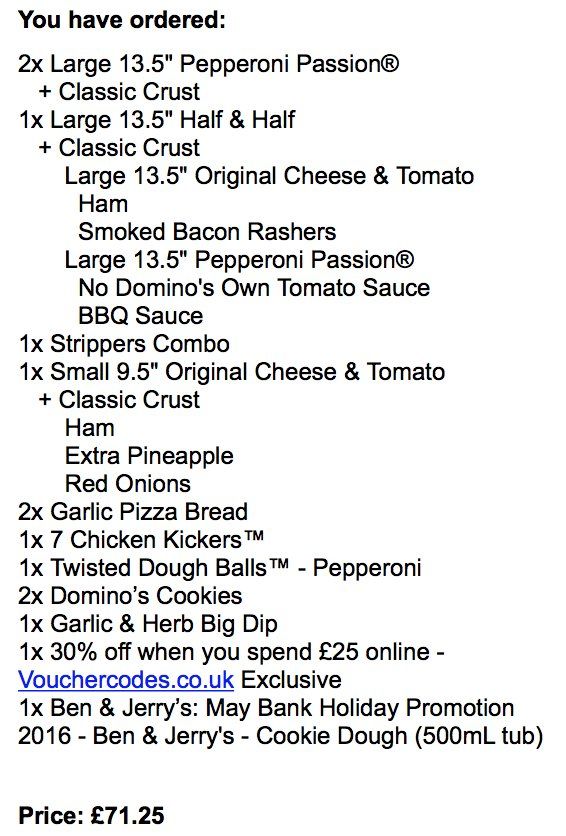 You have ordered:
2x Large 13.5" Pepperoni Passion®
+ Classic Crust
1x Large 13.5" Half & Half
+ Classic Crust
Large 13.5" Original Cheese & Tomato
Ham
Smoked Bacon Rashers
Large 13.5" Pepperoni Passion®
No Domino's Own Tomato Sauce
BBQ Sauce
1x Strippers Combo
1x Small 9.5" Original Cheese & Tomato
+ Classic Crust
Ham
Extra Pineapple
Red Onions
2x Garlic Pizza Bread
1x 7 Chicken Kickers™
1x Twisted Dough Balls™ - Pepperoni
2x Domino’s Cookies
1x Garlic & Herb Big Dip
1x 30% off when you spend £25 online -
Vouchercodes.co.uk Exclusive
1x Ben & Jerry’s: May Bank Holiday Promotion
2016 - Ben & Jerry's - Cookie Dough (500mL tub)
Price: £71.25